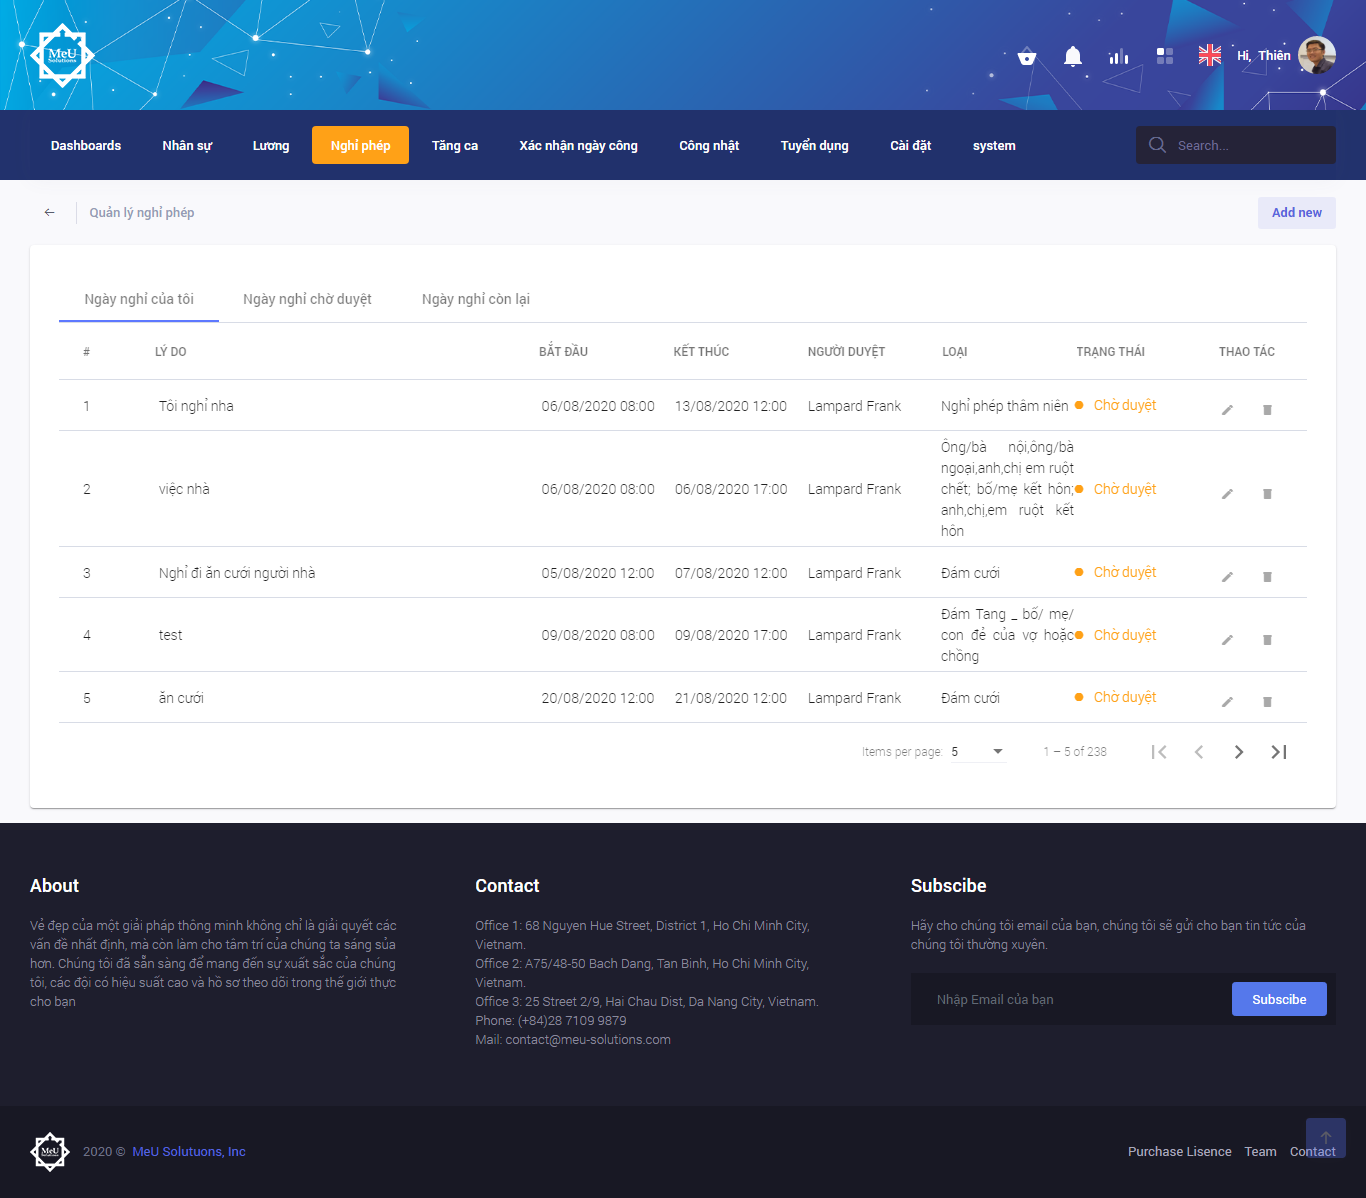 MeU
Solutions
Hi, Thiên
Dashboards Nhân sự Lương Nghỉ phép Tăng ca Xác nhận ngày công Công nhật Tuyển dụng Cài đặt system Search...
Quản lý nghỉ phép Add new
Ngày nghỉ của tôi Ngày nghỉ chờ duyệt Ngày nghỉ còn lại
# LÝ DO BẮT ĐẦU KẾT THÚC NGƯỜI DUYỆT LOẠI TRẠNG THÁI THAO TÁC
1 Tôi nghỉ nha 06/08/2020 08:00 13/08/2020 12:00 Lampard Frank Nghỉ phép thâm niên Chờ duyệt
Ông/bà nội,ông/bà
ngoại,anh,chị em ruột
2 việc nhà 06/08/2020 08:00 06/08/2020 17:00 Lampard Frank chết; bố/mẹ kết hôn; Chờ duyệt
anh,chị,em ruột kết
hôn
3 Nghỉ đi ăn cưới người nhà 05/08/2020 12:00 07/08/2020 12:00 Lampard Frank Đám cưới Chờ duyệt
Đám Tang _ bố/ mẹ/
4 test 09/08/2020 08:00 09/08/2020 17:00 Lampard Frank con đẻ của vợ hoặc Chờ duyệt
chồng
5 ăn cưới 20/08/2020 12:00 21/08/2020 12:00 Lampard Frank Đám cưới Chờ duyệt
Items per page: 5 1 – 5 of 238
About
Vẻ đẹp của một giải pháp thông minh không chỉ là giải quyết các
vấn đề nhất định, mà còn làm cho tâm trí của chúng ta sáng sủa
hơn. Chúng tôi đã sẵn sàng để mang đến sự xuất sắc của chúng
tôi, các đội có hiệu suất cao và hồ sơ theo dõi trong thế giới thực
cho bạn
Contact
Office 1: 68 Nguyen Hue Street, District 1, Ho Chi Minh City,
Vietnam.
Office 2: A75/48-50 Bach Dang, Tan Binh, Ho Chi Minh City,
Vietnam.
Office 3: 25 Street 2/9, Hai Chau Dist, Da Nang City, Vietnam.
Phone: (+84)28 7109 9879
Mail: contact@meu-solutions.com
Subscibe
Hãy cho chúng tôi email của bạn, chúng tôi sẽ gửi cho bạn tin tức của
chúng tôi thường xuyên.
Nhập Email của bạn Subscibe
MeU
2020 © MeU Solutuons, Inc Purchase Lisence Team Contact